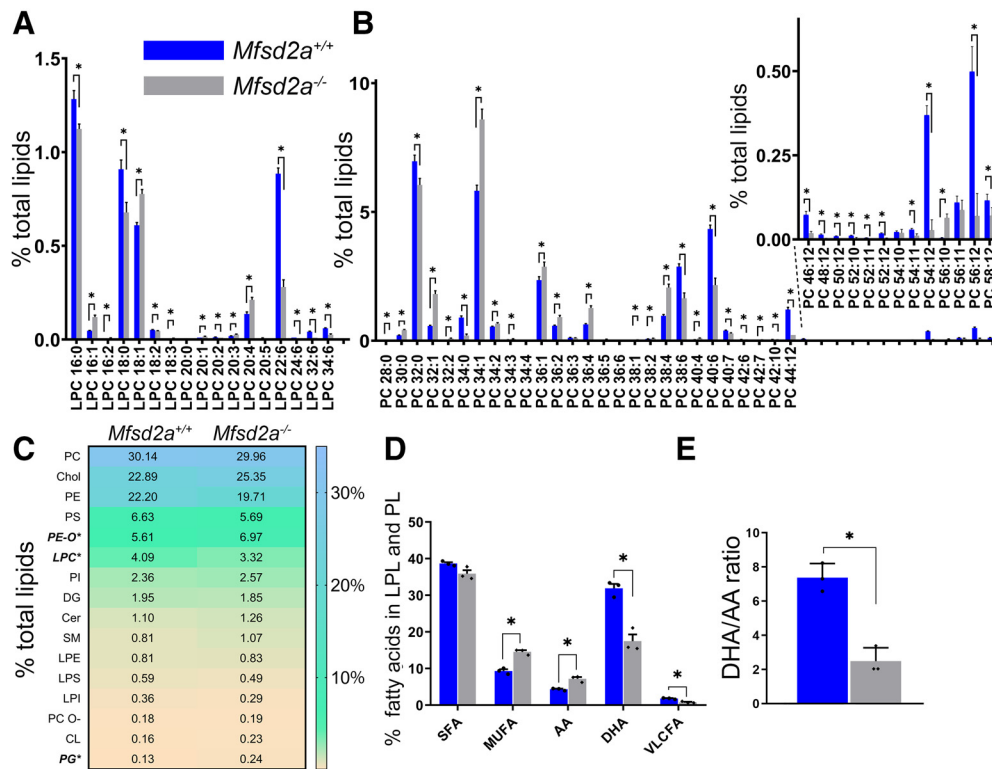 A
Mfsd2a+/+
Mfsd2a-/-
% total lipids
1.5
1.0
0.5
0.0
* * * * * * * * * * * * * * * *
LPC 16:0
LPC 16:1
LPC 16:2
LPC 18:0
LPC 18:1
LPC 18:2
LPC 18:3
LPC 20:0
LPC 20:1
LPC 20:2
LPC 20:3
LPC 20:4
LPC 20:5
LPC 22:6
LPC 24:6
LPC 32:6
LPC 34:6
B
% total lipids
10
5
0
PC 28:0
PC 30:0
PC 32:0
PC 32:1
PC 32:2
PC 34:0
PC 34:1
PC 34:2
PC 34:3
PC 34:4
PC 36:1
PC 36:2
PC 36:3
PC 36:4
PC 36:5
PC 36:6
PC 38:1
PC 38:2
PC 38:4
PC 38:6
PC 40:4
PC 40:6
PC 40:7
PC 42:6
PC 42:7
PC 42:10
PC 44:12
% total lipids
0.50
0.25
0.00
PC 46:12
PC 48:12
PC 50:12
PC 52:10
PC 52:11
PC 52:12
PC 54:10
PC 54:11
PC 54:12
PC 56:10
PC 56:11
PC 56:12
PC 58:12
C
Mfsd2a+/+ Mfsd2a-/-
% total lipids
PC 30.14 29.96
Chol 22.89 25.35
PE 22.20 19.71
PS 6.63 5.69
PE-O* 5.61 6.97
LPC* 4.09 3.32
PI 2.36 2.57
DG 1.95 1.85
Cer 1.10 1.26
SM 0.81 1.07
LPE 0.81 0.83
LPS 0.59 0.49
LPI 0.36 0.29
PC O- 0.18 0.19
CL 0.16 0.23
PG* 0.13 0.24
30%
20%
10%
D
% fatty acids in LPL and PL
50
40
30
20
10
0
* * * *
SFA
MUFA
AA
DHA
VLCFA
E
DHA/AA ratio
10
8
6
4
2
0
*